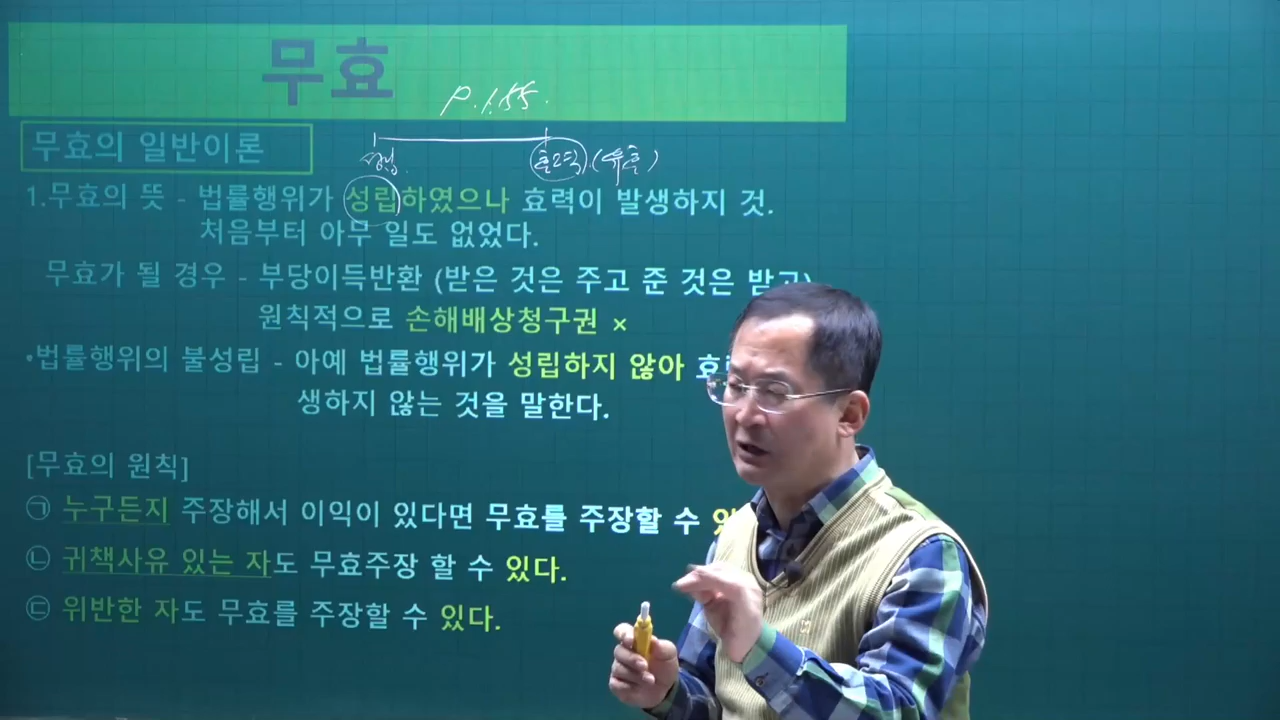 무효
P.155.
효력 (유효)
무효의 일반이론
1.무효의 뜻 - 법률행위가 성립하였으나 효력이 발생하지 것.
처음부터 아무 일도 없었다.
무효가 될 경우 - 부당이득반환 (받은 것은 주고 준 것은 받고)
원칙적으로 손해배상청구권 ×
•법률행위의 불성립 - 아예 법률행위가 성립하지 않아
생하지 않는 것을 말한다.
[무효의 원칙]
㉠ 누구든지 주장해서 이익이 있다면 무효를 주장할 수
㉡ 귀책사유 있는 자도 무효주장 할 수 있다.
㉢ 위반한 자도 무효를 주장할 수 있다.